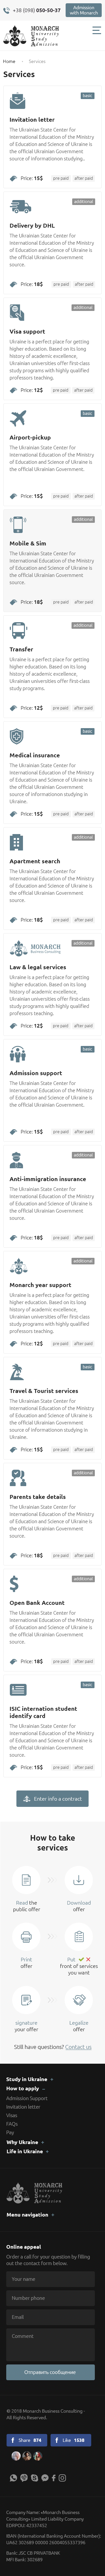 +38 (098) 050-50-37
Admission
with Monarch
MONARCH
University
Study
Admission
Home
Services
Services
basic
Invitation letter
The Ukrainian State Center for
International Education of the Ministry
of Education and Science of Ukraine is
the official Ukrainian Government
source of information studying..
Price: 15$
pre paid
after paid
additional
Delivery by DHL
The Ukrainian State Center for
International Education of the Ministry
of Education and Science of Ukraine is
the official Ukrainian Government
source.
Price: 18$
pre paid
after paid
additional
Visa support
Ukraine is a perfect place for getting
higher education. Based on its long
history of academic excellence,
Ukrainian universities offer first-class
study programs with highly qualified
professors teaching.
Price: 12$
pre paid
after paid
basic
Airport-pickup
The Ukrainian State Center for
International Education of the Ministry
of Education and Science of Ukraine is
the official Ukrainian Government.
Price: 15$
pre paid
after paid
additional
Mobile & Sim
The Ukrainian State Center for
International Education of the Ministry
of Education and Science of Ukraine is
the official Ukrainian Government
source.
Price: 18$
pre paid
after paid
additional
Transfer
Ukraine is a perfect place for getting
higher education. Based on its long
history of academic excellence,
Ukrainian universities offer first-class
study programs.
Price: 12$
pre paid
after paid
basic
Medical insurance
The Ukrainian State Center for
International Education of the Ministry
of Education and Science of Ukraine is
the official Ukrainian Government
source of informationon studying in
Ukraine.
Price: 15$
pre paid
after paid
additional
Apartment search
The Ukrainian State Center for
International Education of the Ministry
of Education and Science of Ukraine is
the official Ukrainian Government
source.
Price: 18$
pre paid
after paid
MONARCH
Business Consulting
additional
Law & legal services
Ukraine is a perfect place for getting
higher education. Based on its long
history of academic excellence,
Ukrainian universities offer first-class
study programs with highly qualified
professors teaching.
Price: 12$
pre paid
after paid
basic
Admission support
The Ukrainian State Center for
International Education of the Ministry
of Education and Science of Ukraine is
the official Ukrainian Government.
Price: 15$
pre paid
after paid
additional
Anti-immigration insurance
The Ukrainian State Center for
International Education of the Ministry
of Education and Science of Ukraine is
the official Ukrainian Government
source.
Price: 18$
pre paid
after paid
additional
Monarch year support
Ukraine is a perfect place for getting
higher education. Based on its long
history of academic excellence,
Ukrainian universities offer first-class
study programs with highly qualified
professors teaching.
Price: 12$
pre paid
after paid
basic
Travel & Tourist services
The Ukrainian State Center for
International Education of the Ministry
of Education and Science of Ukraine is
the official Ukrainian Government
source of informationon studying in
Ukraine.
Price: 15$
pre paid
after paid
additional
Parents take details
The Ukrainian State Center for
International Education of the Ministry
of Education and Science of Ukraine is
the official Ukrainian Government
source.
Price: 18$
pre paid
after paid
additional
Open Bank Account
The Ukrainian State Center for
International Education of the Ministry
of Education and Science of Ukraine is
the official Ukrainian Government
source.
Price: 18$
pre paid
after paid
basic
ISIC internation student
identify card
The Ukrainian State Center for
International Education of the Ministry
of Education and Science of Ukraine is
the official Ukrainian Government
source.
Price: 15$
pre paid
after paid
Enter info a contract
How to take
services
Read the
public offer
Download
offer
Print
offer
Put
front of services
you want
signature
your offer
Legalize
offer
Still have questions? Contact us
Study in Ukraine
How to apply
Admission Support
Invitation letter
Visas
FAQs
Pay
Why Ukraine
Life in Ukraine
MONARCH
University
Study
Admission
Menu navigation
Online appeal
Order a call for your question by filling
out the contact form below.
Your name
Number phone
Email
Comment
Отправить сообщение
© 2018 Monarch Business Consulting ·
All Rights Reserved.
Share 874
Like 1538
Company Name: «Monarch Business
Consulting» Limited Liability Company
EDRPOU: 42337452
Bank: JSC CB PRIVATBANK
MFI Bank: 302689